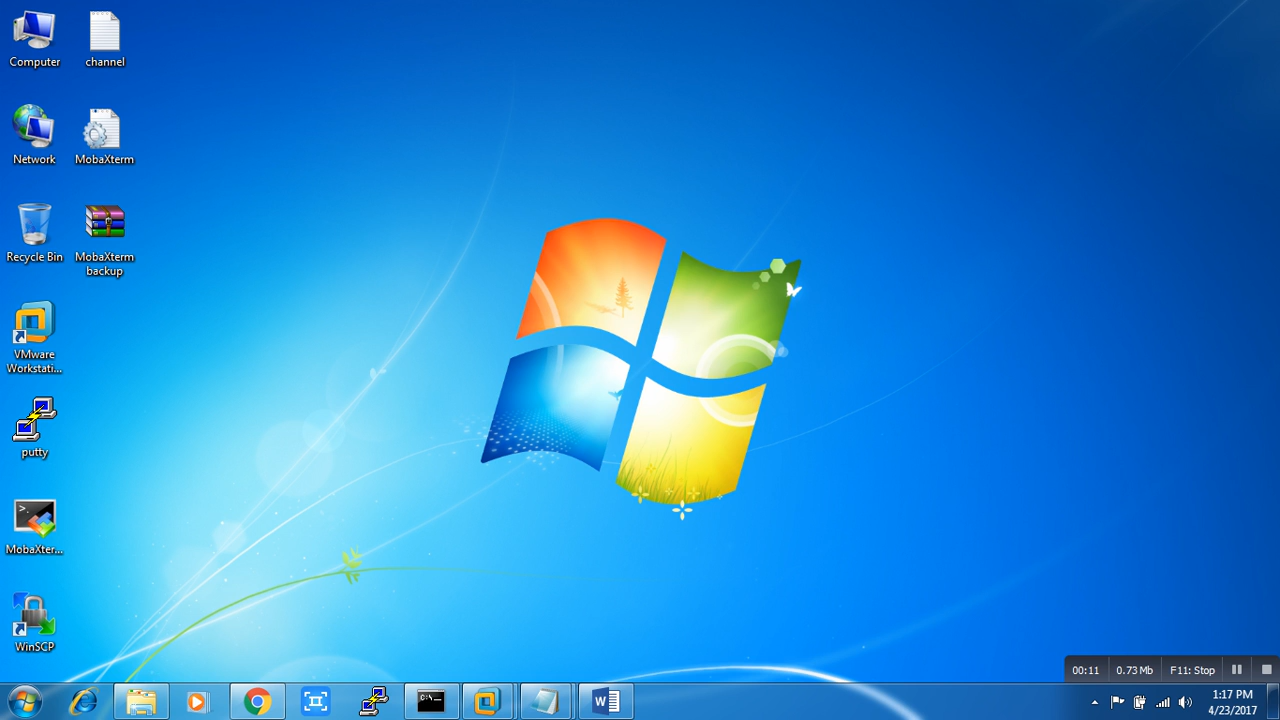 Computer
channel
Network
MobaXterm
Recycle Bin
MobaXterm
backup
VMware
Workstati...
putty
>_
MobaXter...
WinSCP
00:11
0.73 Mb
F11: Stop
C:\_
W
1:17 PM
4/23/2017